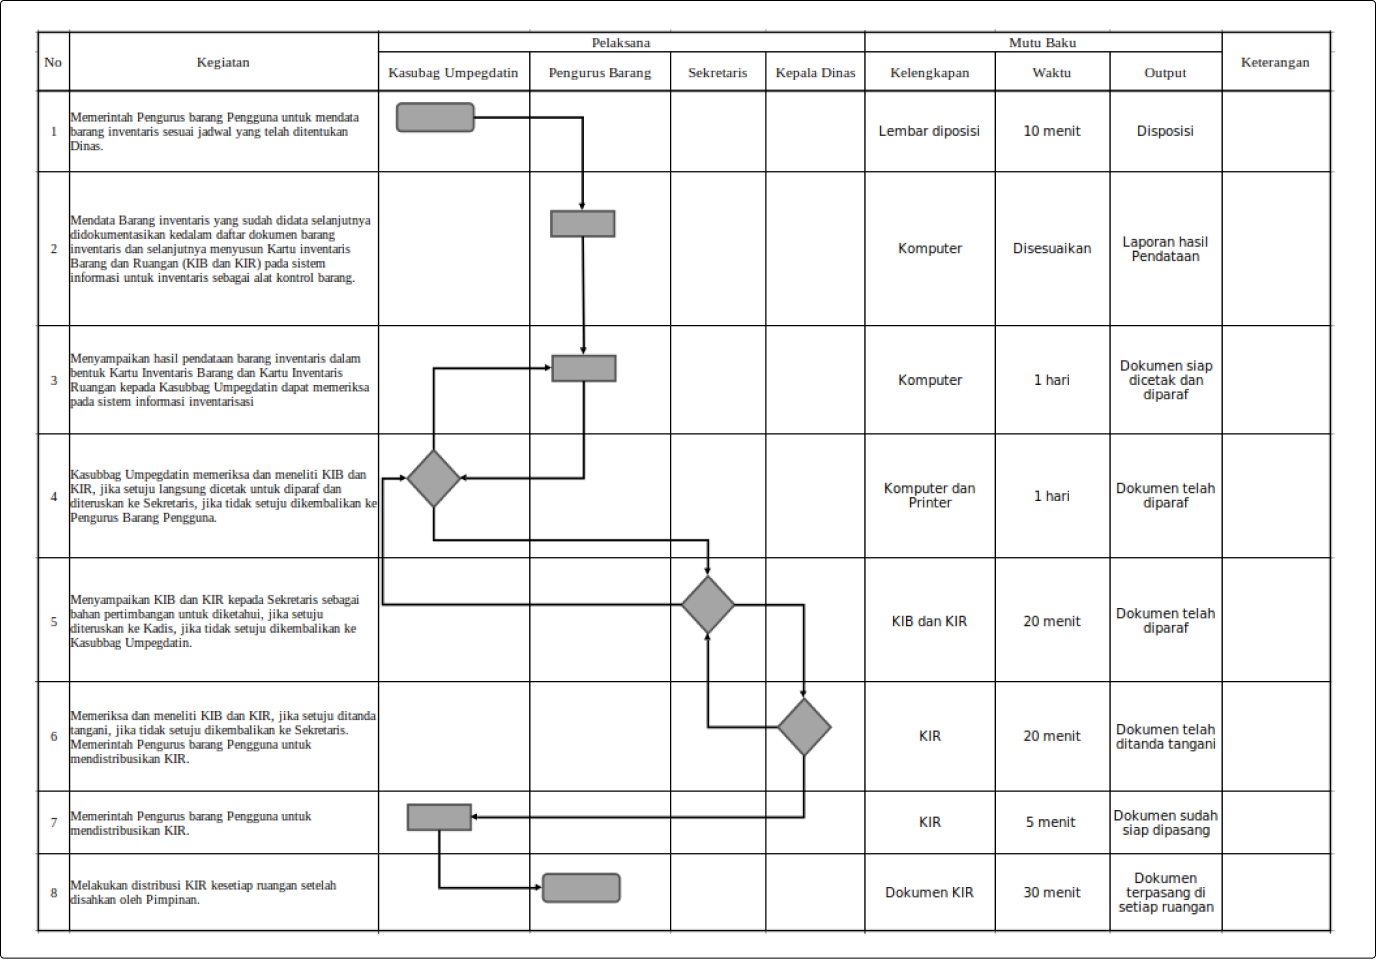 No
Kegiatan
Pelaksana
Mutu Baku
Keterangan
Kasubag Umpegdatin
Pengurus Barang
Sekretaris
Kepala Dinas
Kelengkapan
Waktu
Output
1
Memerintah Pengurus barang Pengguna untuk mendata
barang inventaris sesuai jadwal yang telah ditentukan
Dinas.
Lembar diposisi
10 menit
Disposisi
2
Mendata Barang inventaris yang sudah didata selanjutnya
didokumentasikan kedalam daftar dokumen barang
inventaris dan selanjutnya menyusun Kartu inventaris
Barang dan Ruangan (KIB dan KIR) pada sistem
informasi untuk inventaris sebagai alat kontrol barang.
Komputer
Disesuaikan
Laporan hasil
Pendataan
3
Menyampaikan hasil pendataan barang inventaris dalam
bentuk Kartu Inventaris Barang dan Kartu Inventaris
Ruangan kepada Kasubbag Umpegdatin dapat memeriksa
pada sistem informasi inventarisasi
Komputer
1 hari
Dokumen siap
dicetak dan
diparaf
4
Kasubbag Umpegdatin memeriksa dan meneliti KIB dan
KIR, jika setuju langsung dicetak untuk diparaf dan
diteruskan ke Sekretaris, jika tidak setuju dikembalikan ke
Pengurus Barang Pengguna.
Komputer dan
Printer
1 hari
Dokumen telah
diparaf
5
Menyampaikan KIB dan KIR kepada Sekretaris sebagai
bahan pertimbangan untuk diketahui, jika setuju
diteruskan ke Kadis, jika tidak setuju dikembalikan ke
Kasubbag Umpegdatin.
KIB dan KIR
20 menit
Dokumen telah
diparaf
6
Memeriksa dan meneliti KIB dan KIR, jika setuju ditanda
tangani, jika tidak setuju dikembalikan ke Sekretaris.
Memerintah Pengurus barang Pengguna untuk
mendistribusikan KIR.
KIR
20 menit
Dokumen telah
ditanda tangani
7
Memerintah Pengurus barang Pengguna untuk
mendistribusikan KIR.
KIR
5 menit
Dokumen sudah
siap dipasang
8
Melakukan distribusi KIR kesetiap ruangan setelah
disahkan oleh Pimpinan.
Dokumen KIR
30 menit
Dokumen
terpasang di
setiap ruangan